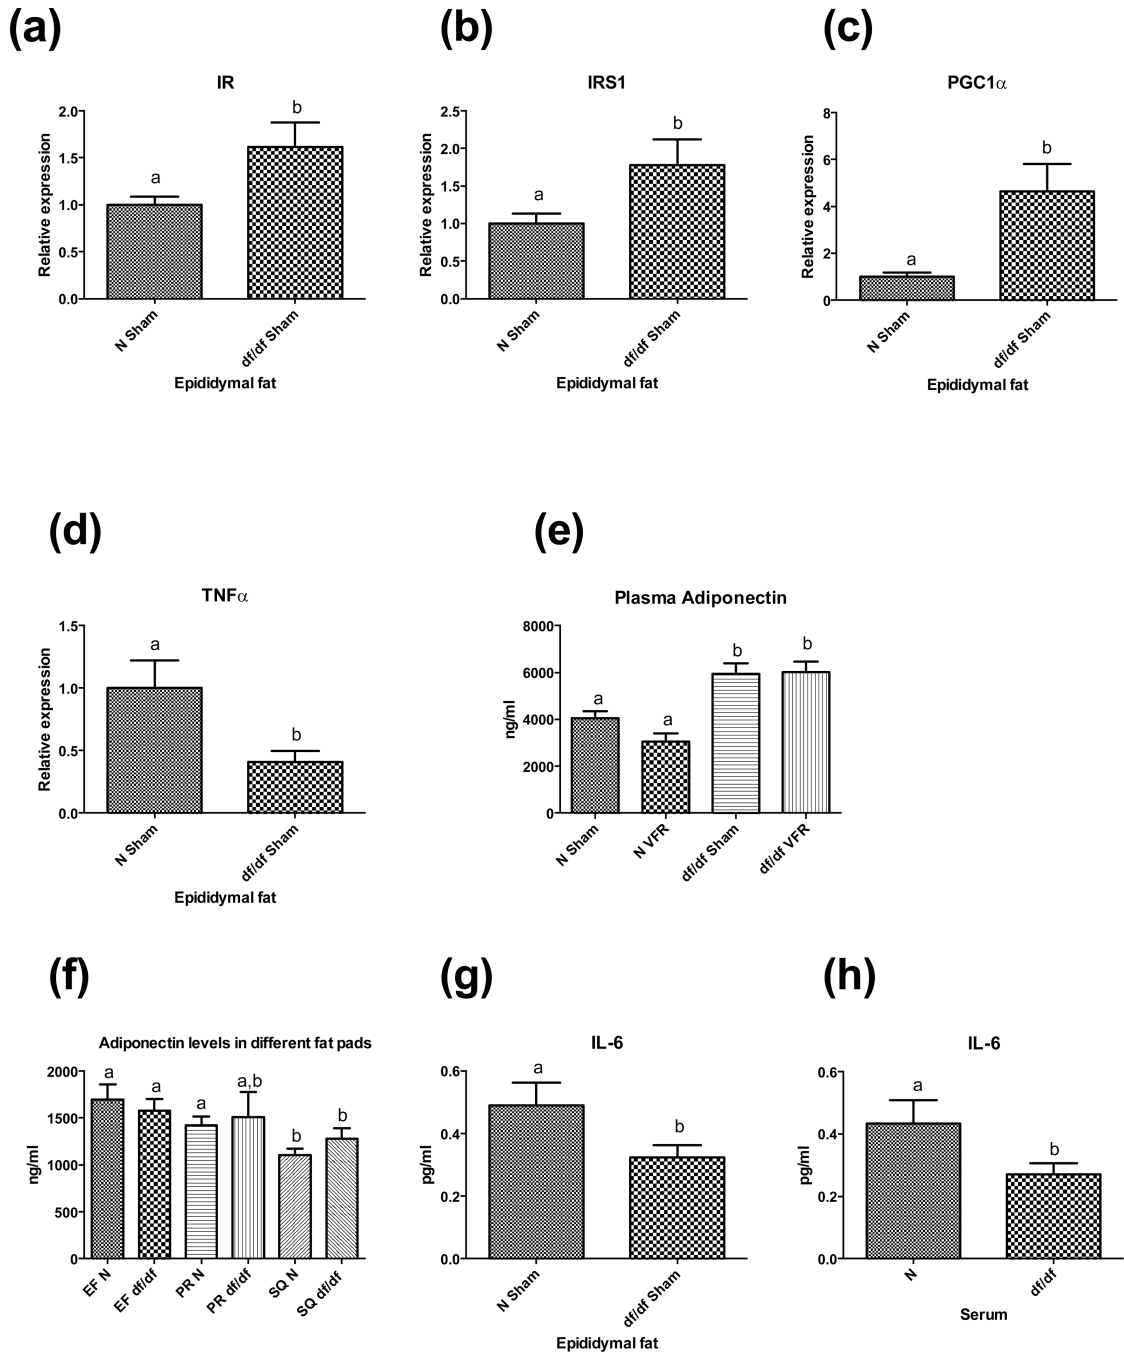 (a)
IR
Relative expression
2.0
1.5
1.0
0.5
0.0
a
b
N Sham
df/df Sham
Epididymal fat
(b)
IRS1
Relative expression
2.5
2.0
1.5
1.0
0.5
0.0
a
b
N Sham
df/df Sham
Epididymal fat
(c)
PGC1α
Relative expression
8
6
4
2
0
a
b
N Sham
df/df Sham
Epididymal fat
(d)
TNFα
Relative expression
1.5
1.0
0.5
0.0
a
b
N Sham
df/df Sham
Epididymal fat
(e)
Plasma Adiponectin
ng/ml
8000
6000
4000
2000
0
a
a
b
b
N Sham
N VFR
df/df Sham
df/df VFR
(f)
Adiponectin levels in different fat pads
ng/ml
2000
1500
1000
500
0
a
a
a
a,b
b
b
EF N
EF df/df
PR N
PR df/df
SQ N
SQ df/df
(g)
IL-6
pg/ml
0.6
0.4
0.2
0.0
a
b
N Sham
df/df Sham
Epididymal fat
(h)
IL-6
pg/ml
0.6
0.4
0.2
0.0
a
b
N
df/df
Serum